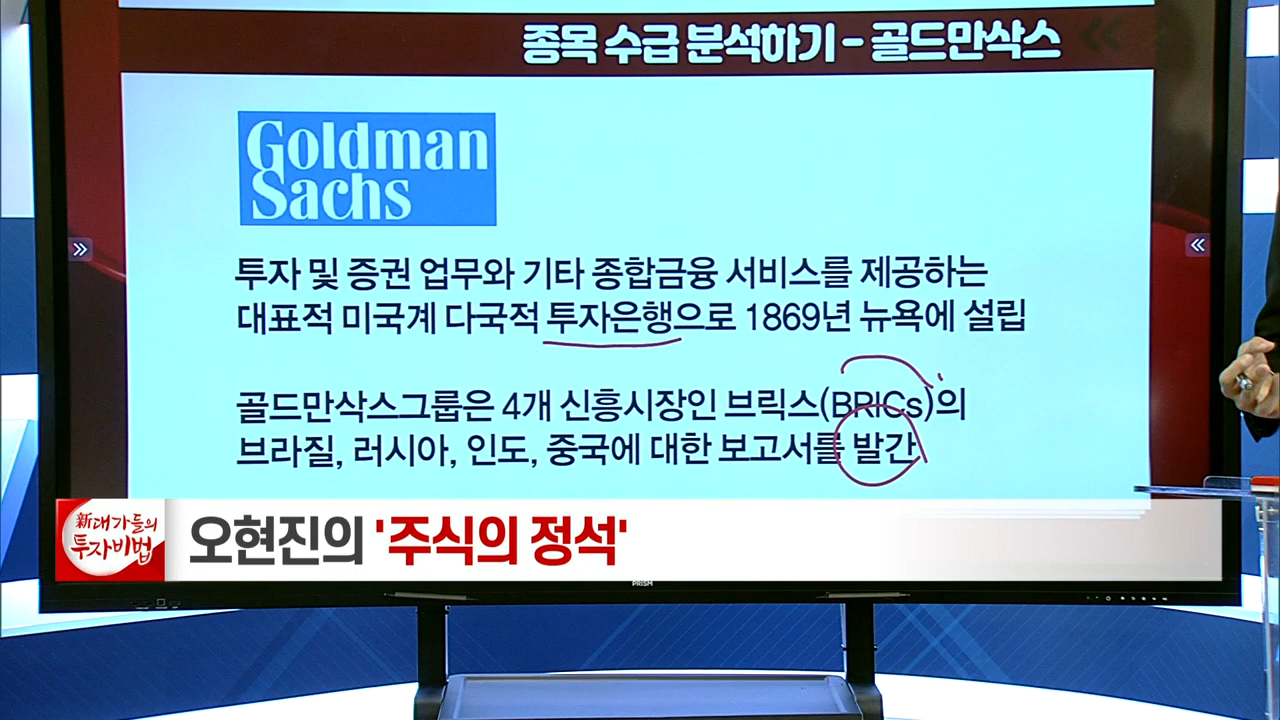 종목 수급 분석하기 - 골드만삭스
Goldman
Sachs
투자 및 증권 업무와 기타 종합금융 서비스를 제공하는
대표적 미국계 다국적 투자은행으로 1869년 뉴욕에 설립
골드만삭스그룹은 4개 신흥시장인 브릭스(BRICs)의
브라질, 러시아, 인도, 중국에 대한 보고서를 발간
新대가들의
투자비법
오현진의 '주식의 정석'
PRISM